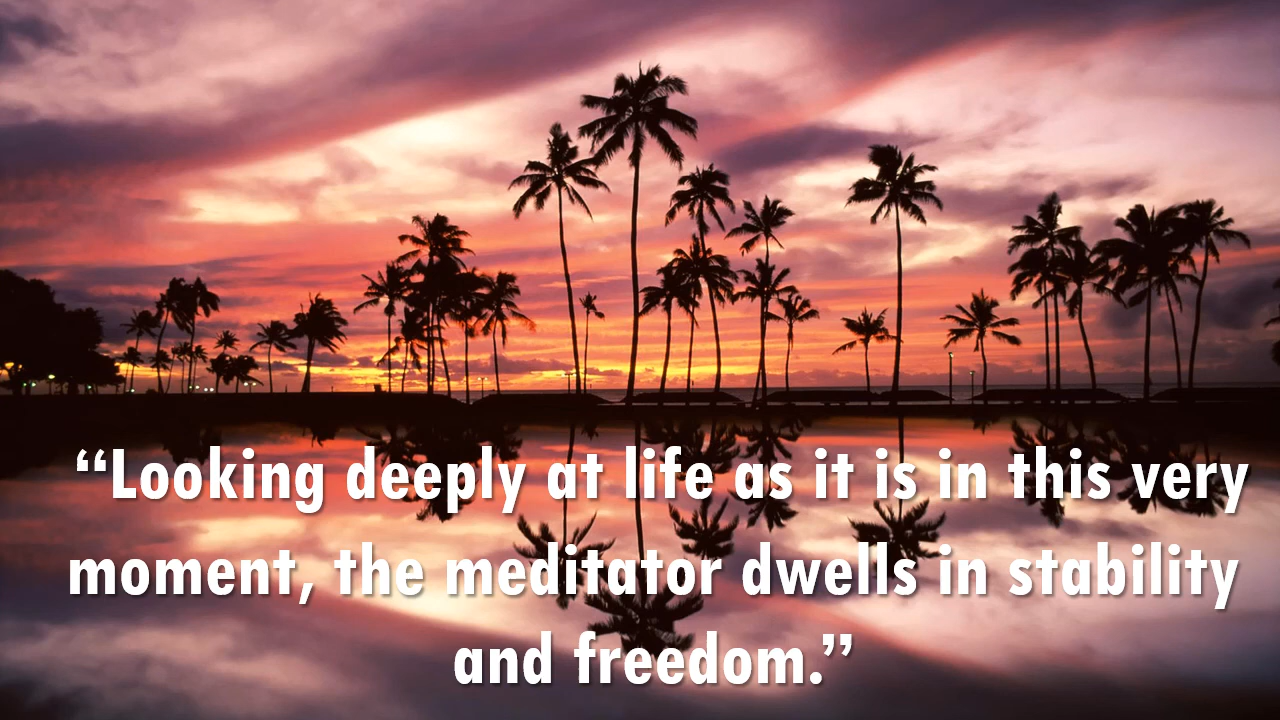 “Looking deeply at life as it is in this very
moment, the meditator dwells in stability
and freedom.”